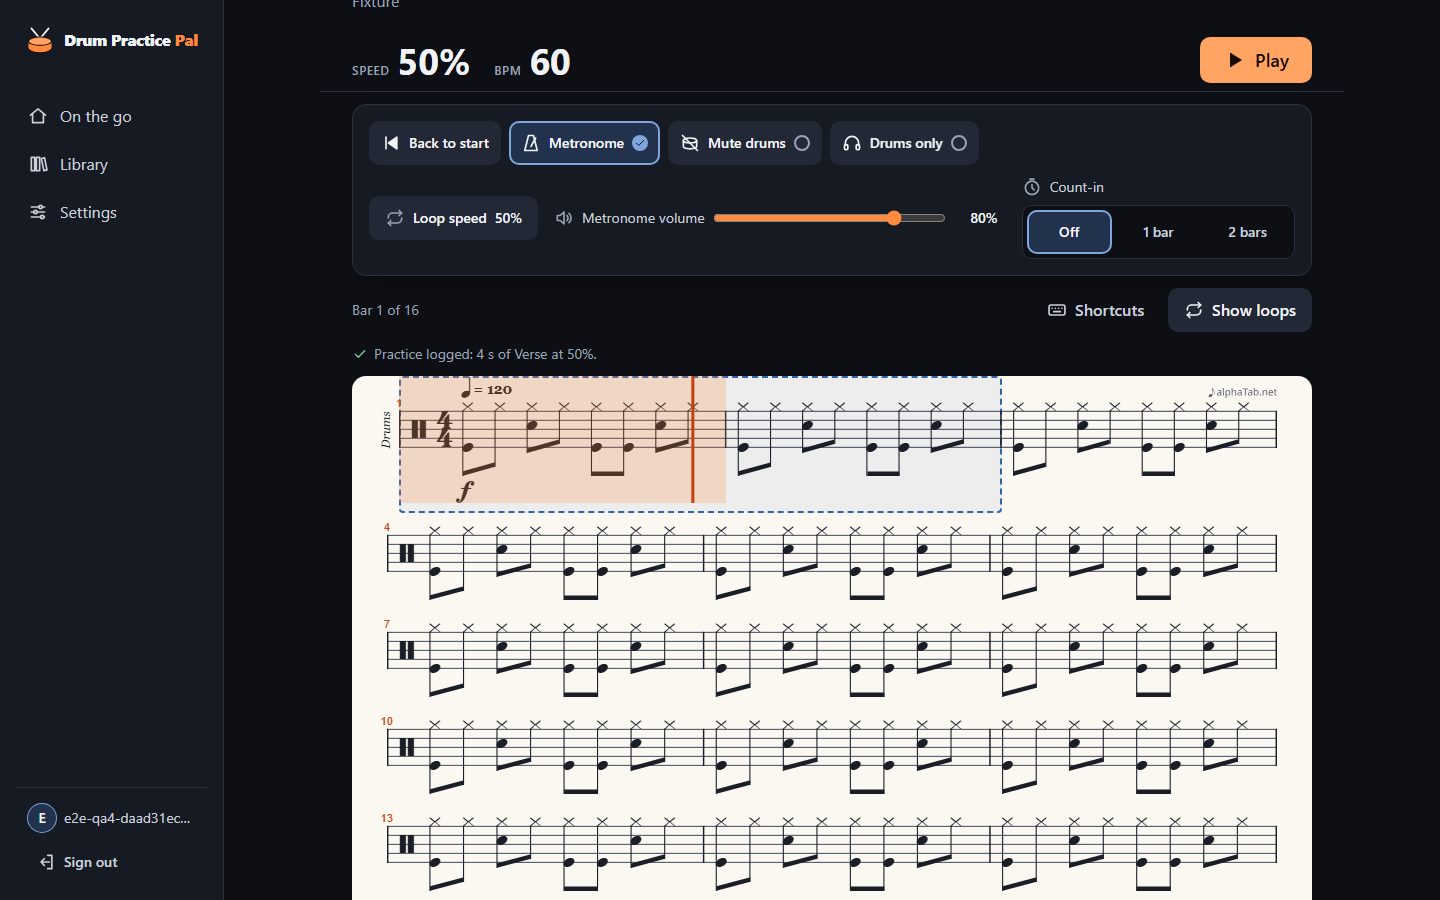 Fixture
Drum Practice Pal
SPEED 50% BPM 60
Play
On the go
Library
Settings
Back to start
Metronome
Mute drums
Drums only
Loop speed 50%
Metronome volume
80%
Count-in
Off
1 bar
2 bars
Bar 1 of 16
Shortcuts
Show loops
Practice logged: 4 s of Verse at 50%.
= 120
alphaTab.net
1
Drums
4
4
f
4
7
10
13
E
e2e-qa4-daad31ec...
Sign out